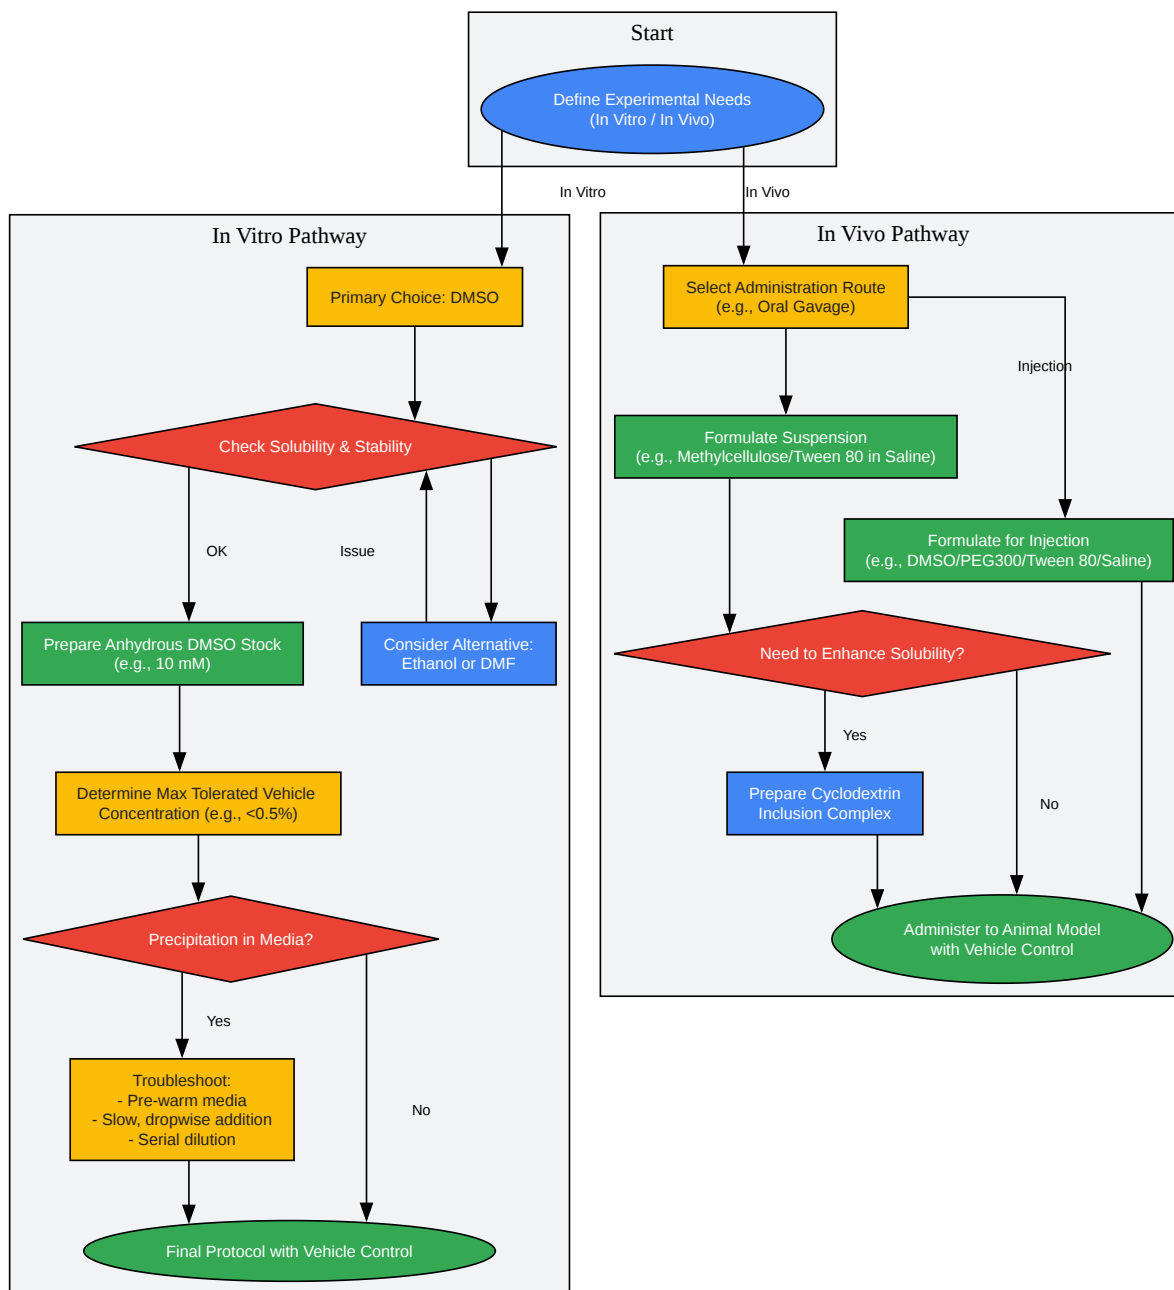 Start
Define Experimental Needs
(In Vitro / In Vivo)
In Vitro
In Vivo
In Vitro Pathway
Primary Choice: DMSO
Check Solubility & Stability
OK
Issue
Prepare Anhydrous DMSO Stock
(e.g., 10 mM)
Consider Alternative:
Ethanol or DMF
Determine Max Tolerated Vehicle
Concentration (e.g., <0.5%)
Precipitation in Media?
Yes
No
Troubleshoot:
- Pre-warm media
- Slow, dropwise addition
- Serial dilution
Final Protocol with Vehicle Control
In Vivo Pathway
Select Administration Route
(e.g., Oral Gavage)
Injection
Formulate Suspension
(e.g., Methylcellulose/Tween 80 in Saline)
Formulate for Injection
(e.g., DMSO/PEG300/Tween 80/Saline)
Need to Enhance Solubility?
Yes
No
Prepare Cyclodextrin
Inclusion Complex
Administer to Animal Model
with Vehicle Control